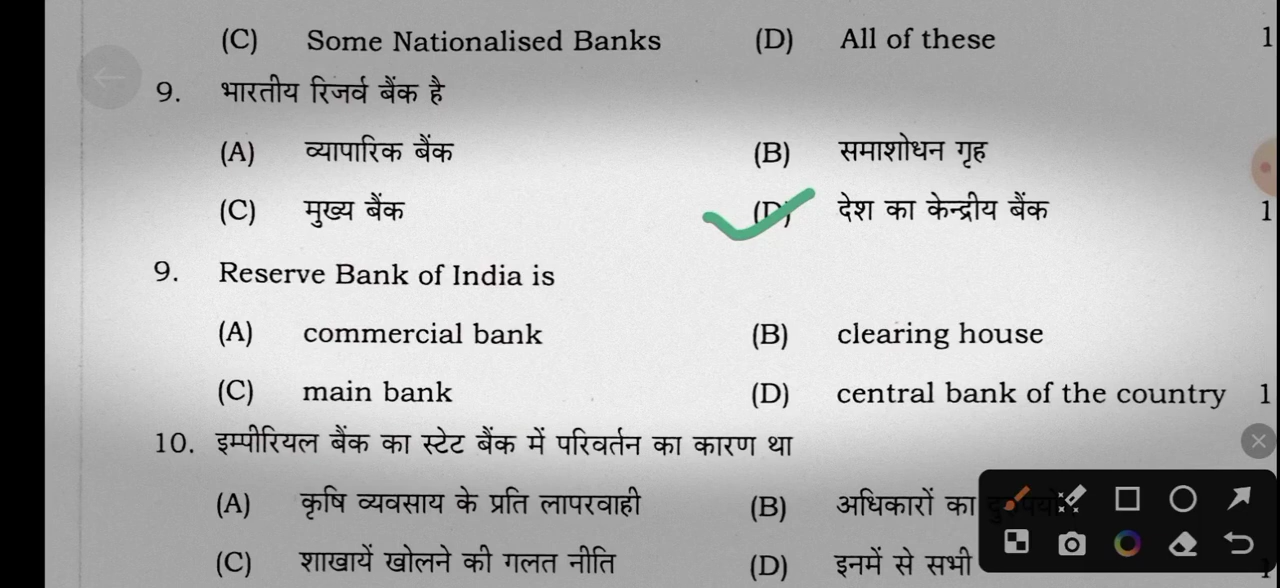 (C) Some Nationalised Banks (D) All of these 1
9. भारतीय रिजर्व बैंक है
(A) व्यापारिक बैंक (B) समाशोधन गृह
(C) मुख्य बैंक (D) देश का केन्द्रीय बैंक 1
9. Reserve Bank of India is
(A) commercial bank (B) clearing house
(C) main bank (D) central bank of the country 1
10. इम्पीरियल बैंक का स्टेट बैंक में परिवर्तन का कारण था
(A) कृषि व्यवसाय के प्रति लापरवाही (B) अधिकारों का
(C) शाखायें खोलने की गलत नीति (D) इनमें से सभी